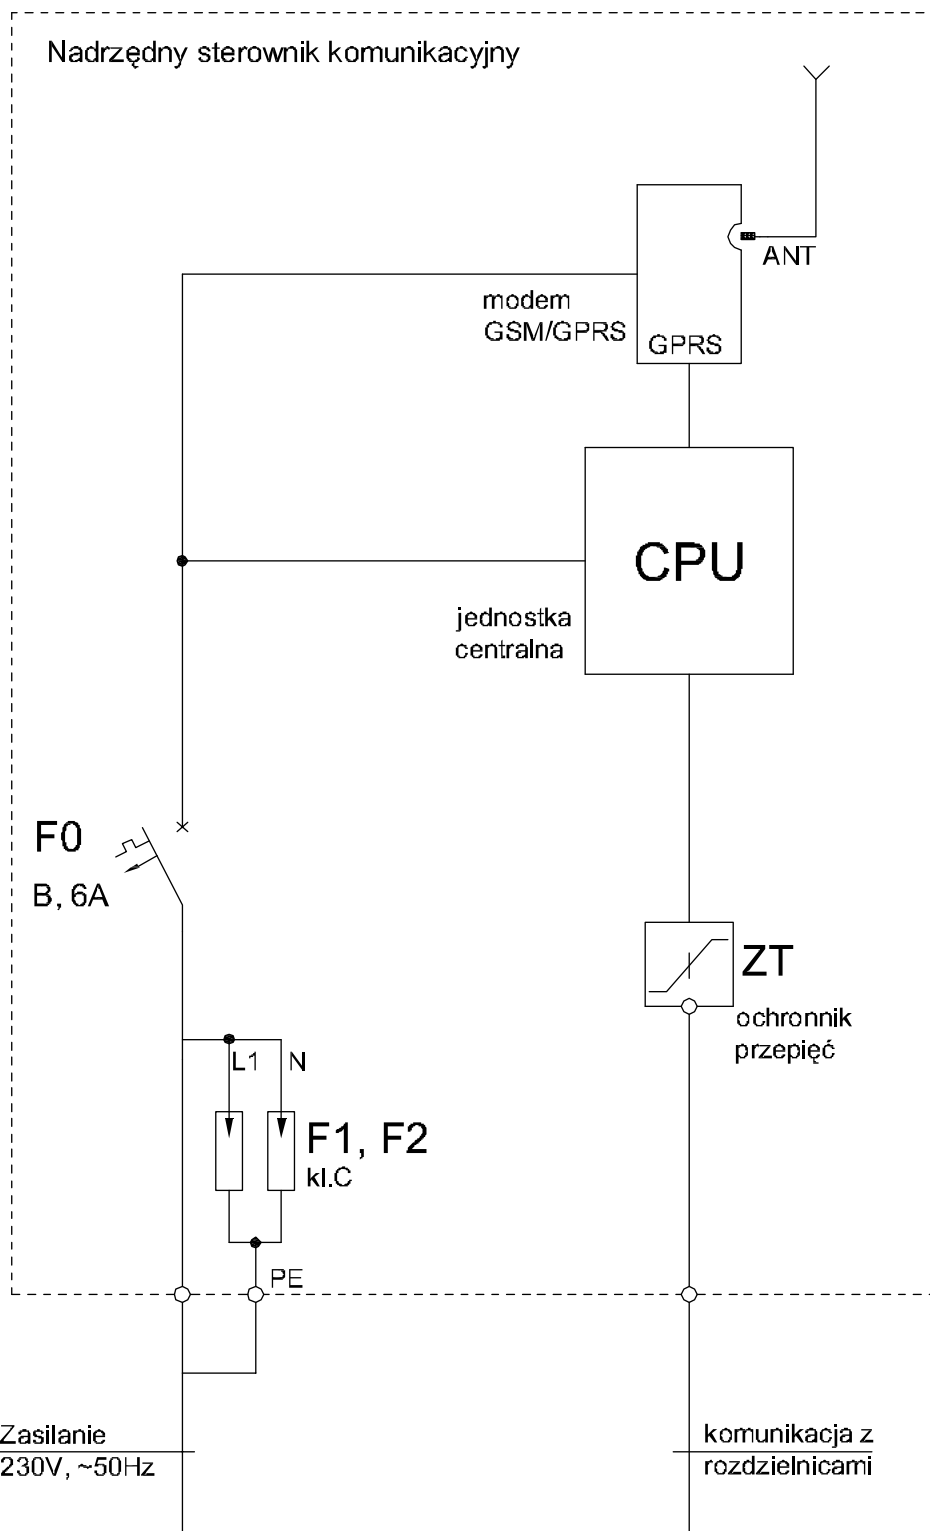 Nadrzędny sterownik komunikacyjny
ANT
modem
GSM/GPRS
GPRS
CPU
jednostka
centralna
F0
B, 6A
ZT
ochronnik
przepięć
L1
N
F1, F2
kl.C
PE
Zasilanie
230V, ~50Hz
komunikacja z
rozdzielnicami